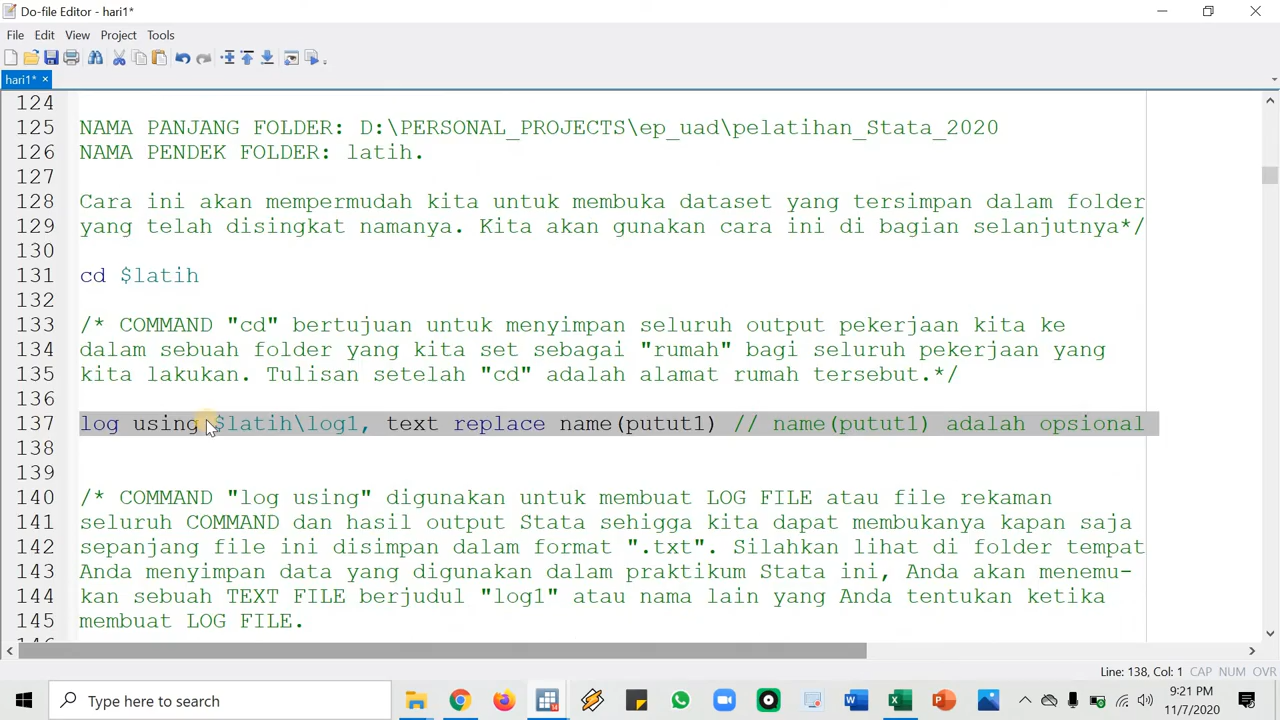 Do-file Editor - hari1*
File Edit View Project Tools
hari1* ×
124
125 NAMA PANJANG FOLDER: D:\PERSONAL_PROJECTS\ep_uad\pelatihan_Stata_2020
126 NAMA PENDEK FOLDER: latih.
127
128 Cara ini akan mempermudah kita untuk membuka dataset yang tersimpan dalam folder
129 yang telah disingkat namanya. Kita akan gunakan cara ini di bagian selanjutnya*/
130
131 cd $latih
132
133 /* COMMAND "cd" bertujuan untuk menyimpan seluruh output pekerjaan kita ke
134 dalam sebuah folder yang kita set sebagai "rumah" bagi seluruh pekerjaan yang
135 kita lakukan. Tulisan setelah "cd" adalah alamat rumah tersebut.*/
136
137 log using $latih\log1, text replace name(putut1) // name(putut1) adalah opsional
138
139
140 /* COMMAND "log using" digunakan untuk membuat LOG FILE atau file rekaman
141 seluruh COMMAND dan hasil output Stata sehigga kita dapat membukanya kapan saja
142 sepanjang file ini disimpan dalam format ".txt". Silahkan lihat di folder tempat
143 Anda menyimpan data yang digunakan dalam praktikum Stata ini, Anda akan menemu-
144 kan sebuah TEXT FILE berjudul "log1" atau nama lain yang Anda tentukan ketika
145 membuat LOG FILE.
Line: 138, Col: 1 CAP NUM OVR
Type here to search
9:21 PM
11/7/2020